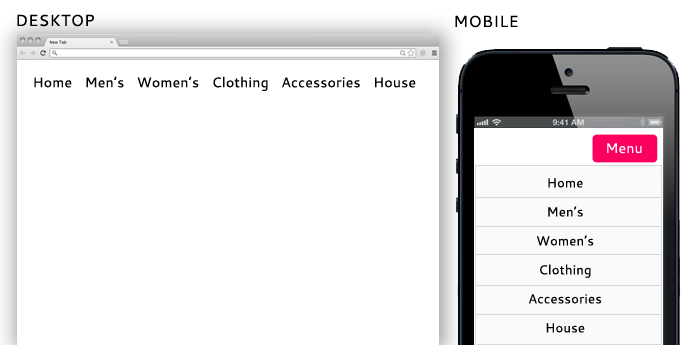 DESKTOP
New Tab
Home Men's Women's Clothing Accessories House
MOBILE
9:41 AM
Menu
Home
Men's
Women's
Clothing
Accessories
House